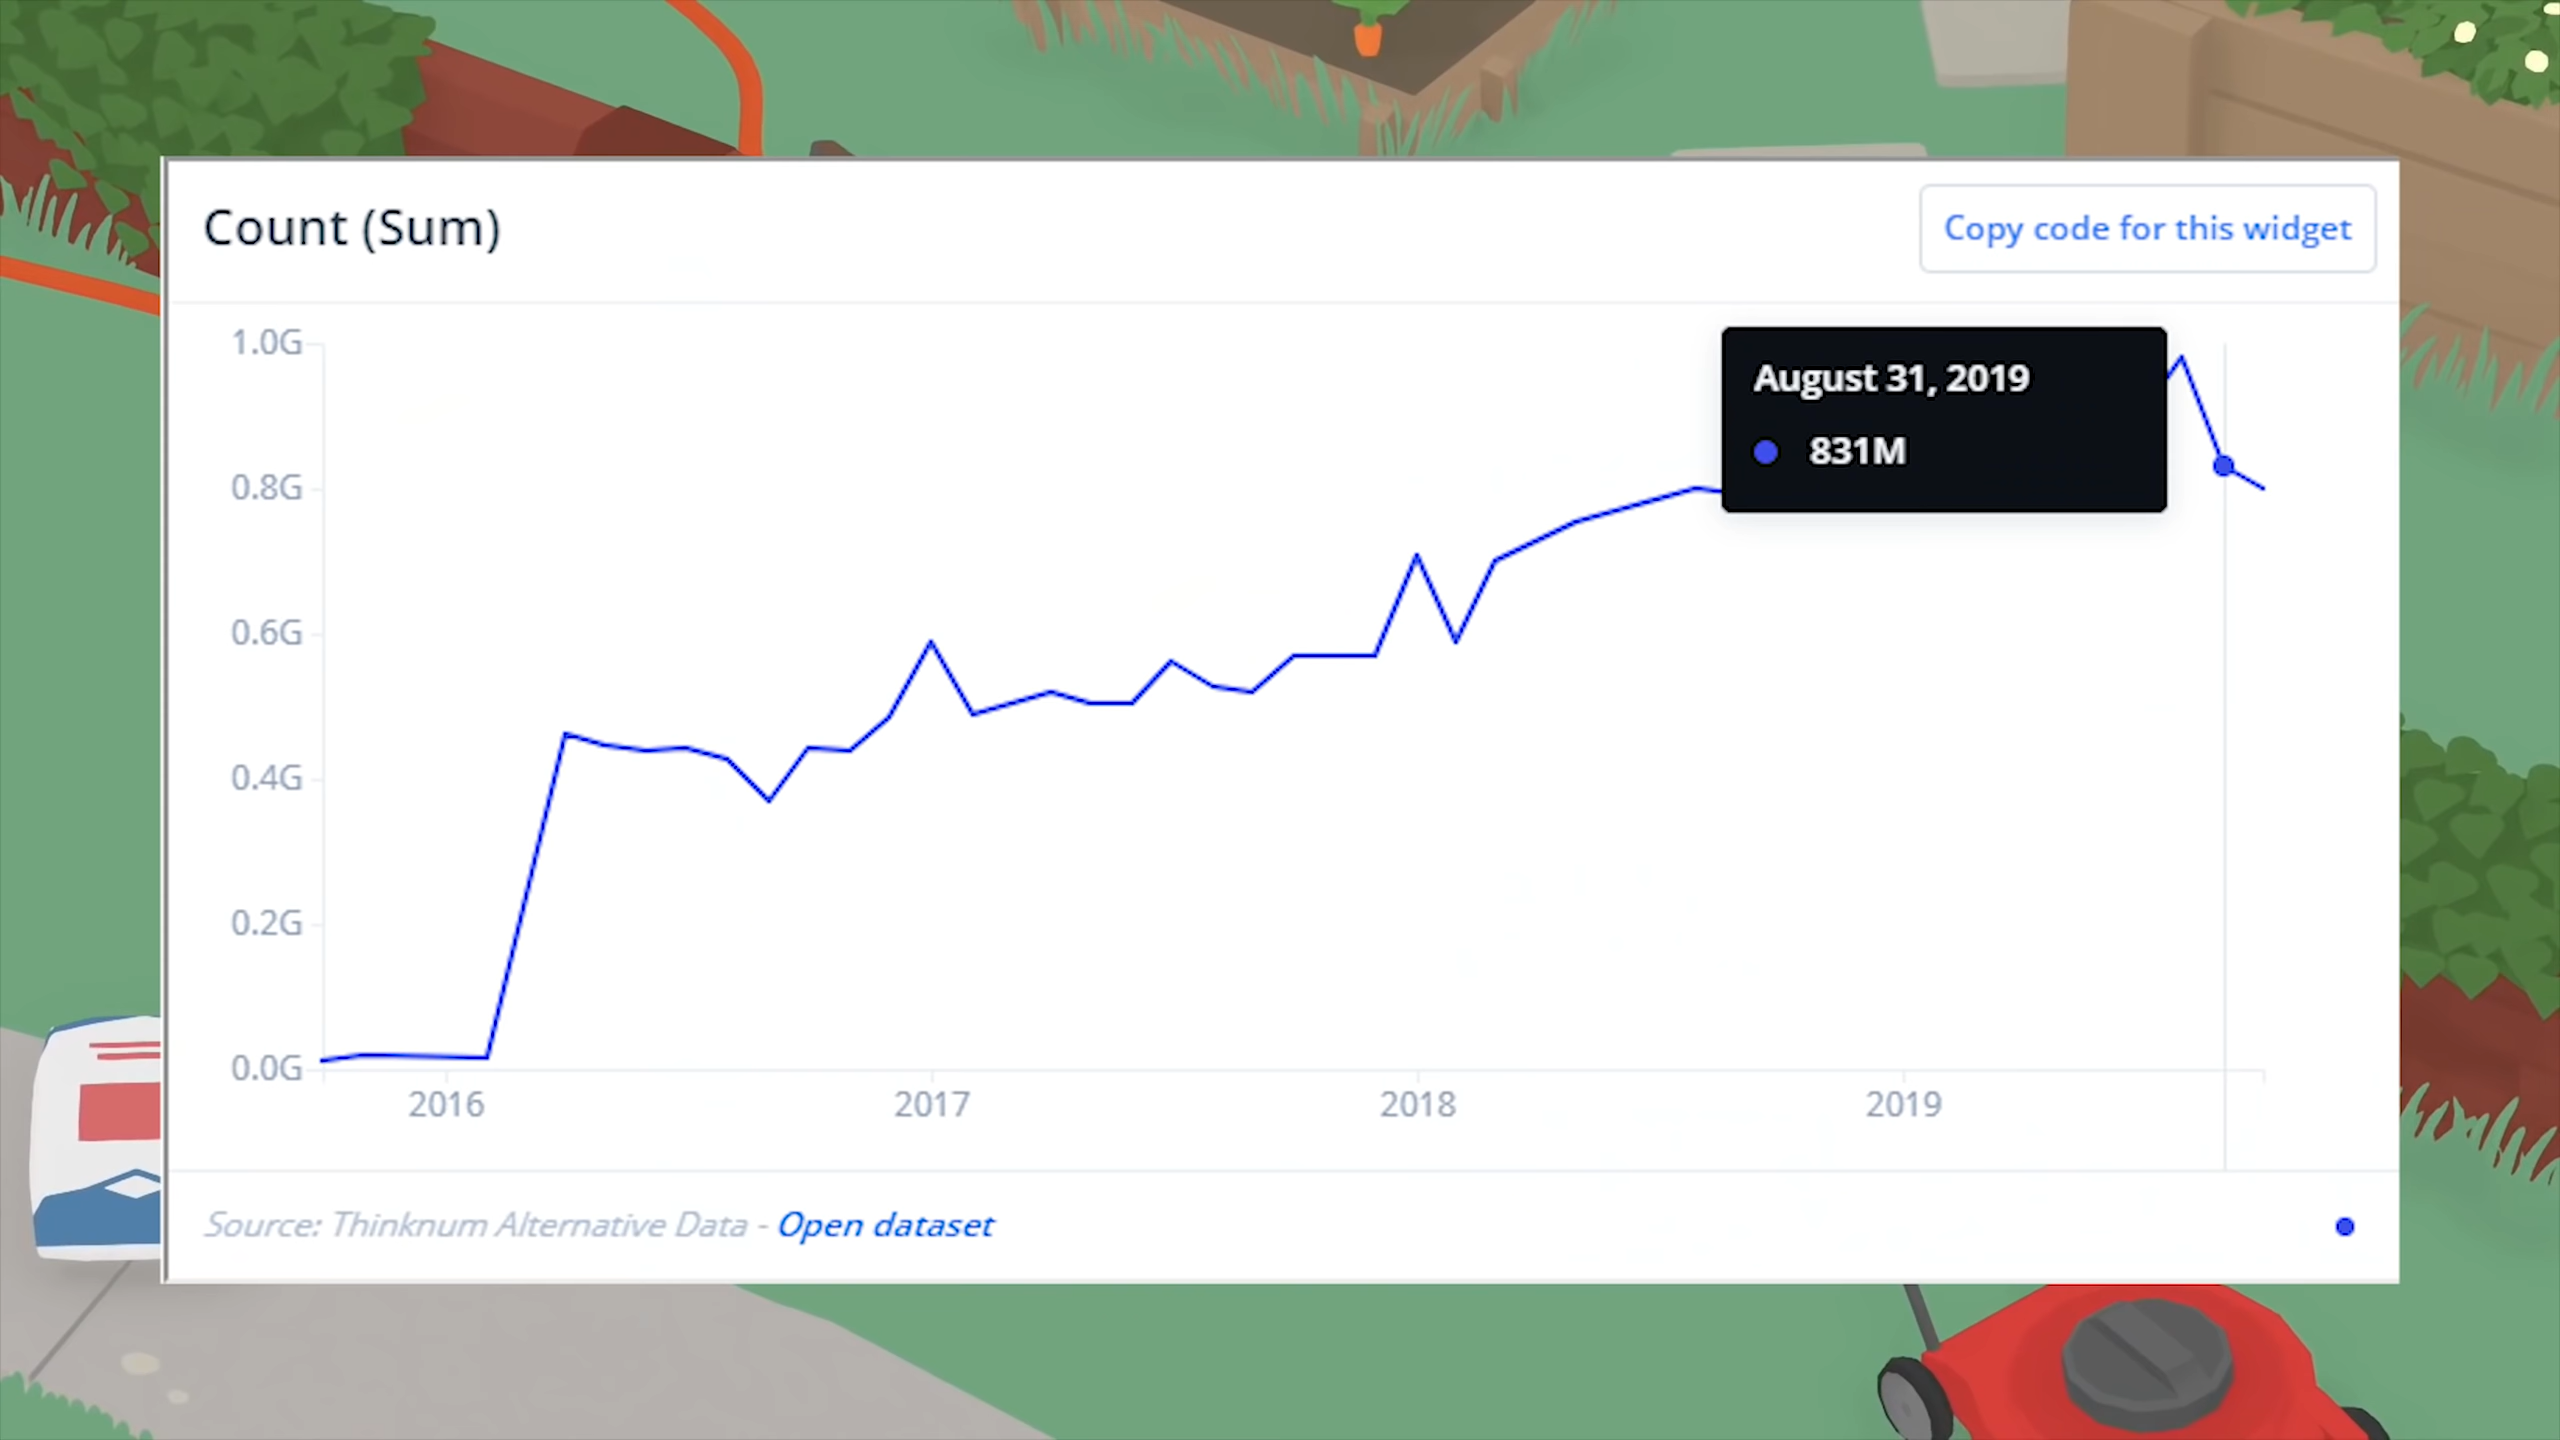 Count (Sum)
Copy code for this widget
1.0G
0.8G
0.6G
0.4G
0.2G
0.0G
August 31, 2019
831M
2016
2017
2018
2019
Source: Thinknum Alternative Data - Open dataset